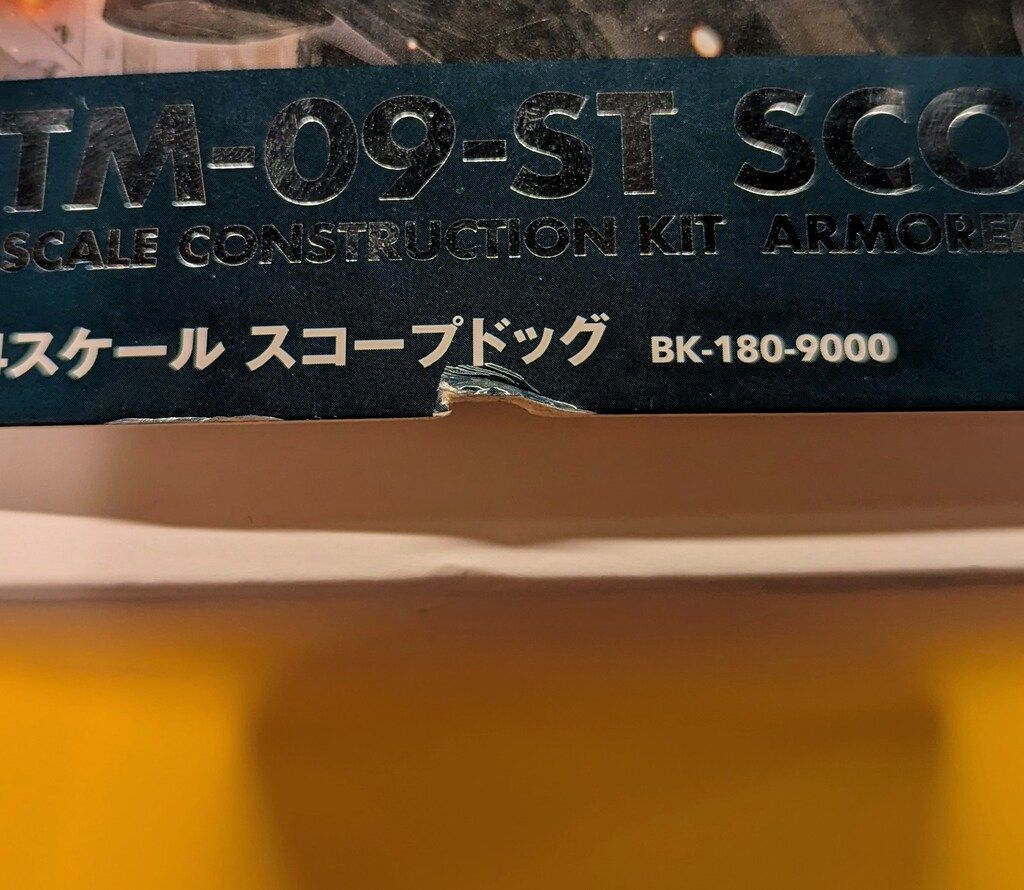 TM-09-ST SCO
SCALE CONSTRUCTION KIT ARMORE
4スケール スコープドッグ BK-180-9000